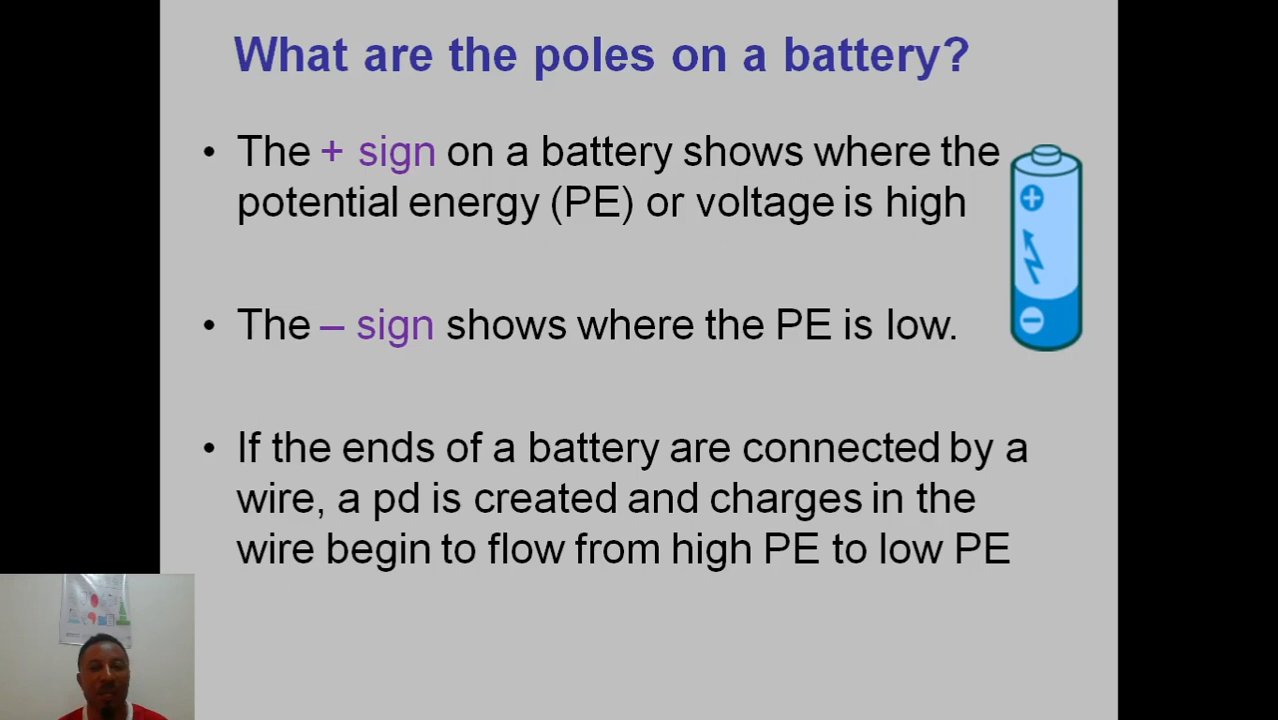 What are the poles on a battery?
• The + sign on a battery shows where the
potential energy (PE) or voltage is high
• The – sign shows where the PE is low.
• If the ends of a battery are connected by a
wire, a pd is created and charges in the
wire begin to flow from high PE to low PE
+
–